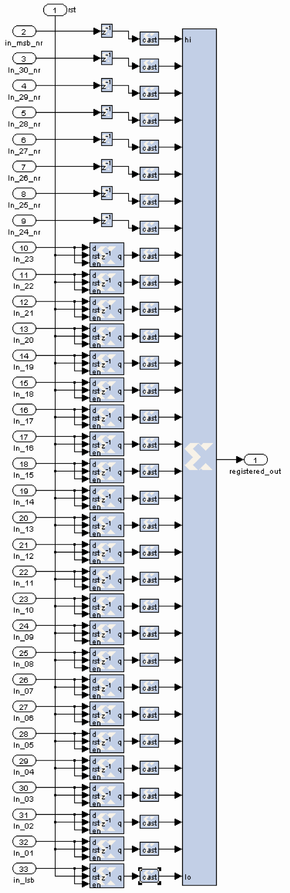 1 rst
2 z-1 cast hi
in_msb_nr
3 z-1 cast
In_30_nr
4 z-1 cast
In_29_nr
5 z-1 cast
In_28_nr
6 z-1 cast
In_27_nr
7 z-1 cast
In_26_nr
8 z-1 cast
In_25_nr
9 z-1 cast
In_24_nr
10 d rst en z-1 q cast
In_23
11 d rst en z-1 q cast
In_22
12 d rst en z-1 q cast
In_21
13 d rst en z-1 q cast
In_20
14 d rst en z-1 q cast
In_19
15 d rst en z-1 q cast
In_18
16 d rst en z-1 q cast
In_17
17 d rst en z-1 q cast
In_16
18 d rst en z-1 q cast
In_15
1
registered_out
19 d rst en z-1 q cast
In_14
20 d rst en z-1 q cast
In_13
21 d rst en z-1 q cast
In_12
22 d rst en z-1 q cast
In_11
23 d rst en z-1 q cast
In_10
24 d rst en z-1 q cast
In_09
25 d rst en z-1 q cast
In_08
26 d rst en z-1 q cast
In_07
27 d rst en z-1 q cast
In_06
28 d rst en z-1 q cast
In_05
29 d rst en z-1 q cast
In_04
30 d rst en z-1 q cast
In_03
31 d rst en z-1 q cast
In_02
32 d rst en z-1 q cast
In_01
33 d rst en z-1 q cast lo
in_lsb